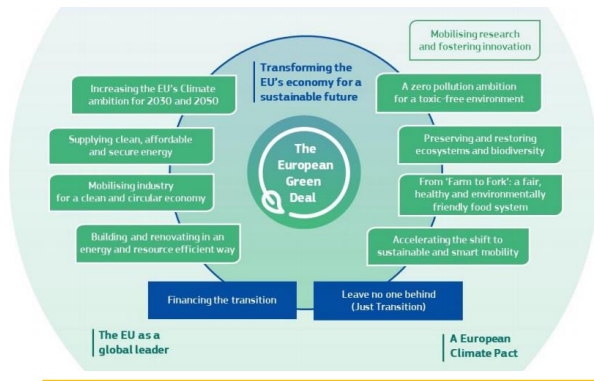 Mobilising research
and fostering innovation
Transforming the
EU's economy for a
sustainable future
Increasing the EU's Climate
ambition for 2030 and 2050
A zero pollution ambition
for a toxic-free environment
Supplying clean, affordable
and secure energy
Preserving and restoring
ecosystems and biodiversity
The
European
Green
Deal
Mobilising industry
for a clean and circular economy
From 'Farm to Fork': a fair,
healthy and environmentally
friendly food system
Building and renovating in an
energy and resource efficient way
Accelerating the shift to
sustainable and smart mobility
Financing the transition
Leave no one behind
(Just Transition)
The EU as a
global leader
A European
Climate Pact